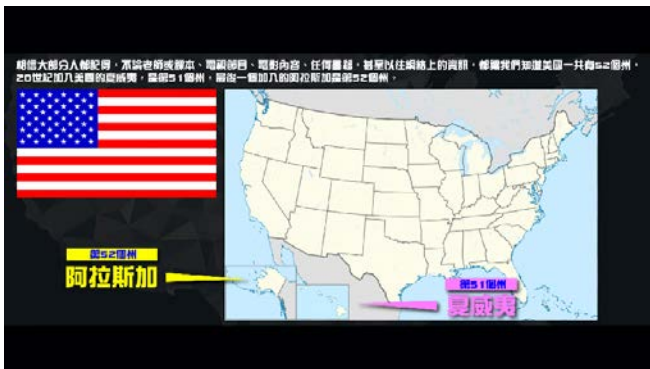 相信大部分人都記得，不論老師或課本、電視節目、電影內容、任何書籍，甚至以往網絡上的資訊，都讓我們知道美國一共有52個州，
20世紀加入美國的夏威夷，是第51個州，最後一個加入的阿拉斯加是第52個州。
第52個州
阿拉斯加
第51個州
夏威夷